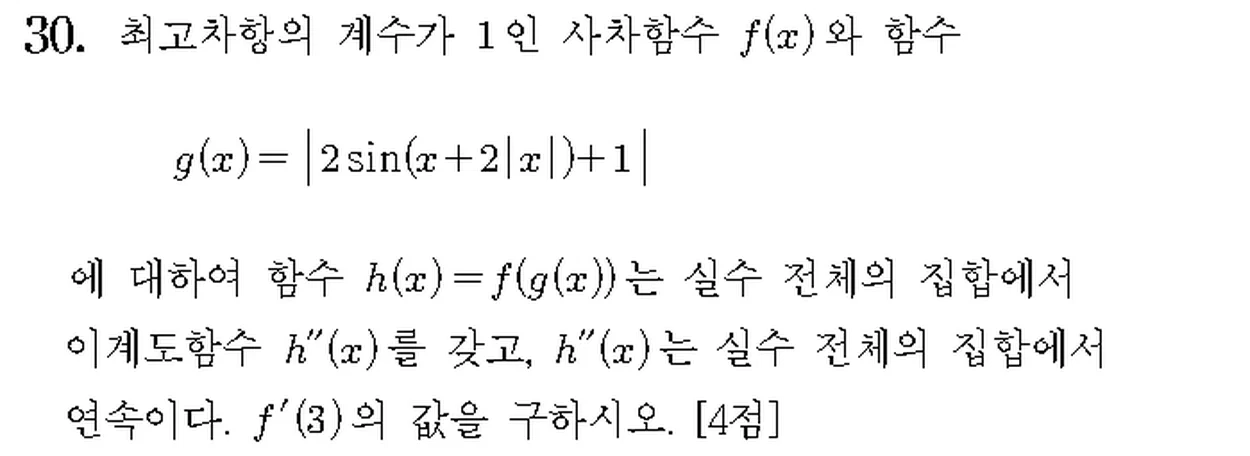 30. 최고차항의 계수가 1인 사차함수 f(x)와 함수
g(x)=|2sin(x+2|x|)+1|
에 대하여 함수 h(x)=f(g(x))는 실수 전체의 집합에서
이계도함수 h″(x)를 갖고, h″(x)는 실수 전체의 집합에서
연속이다. f′(3)의 값을 구하시오. [4점]